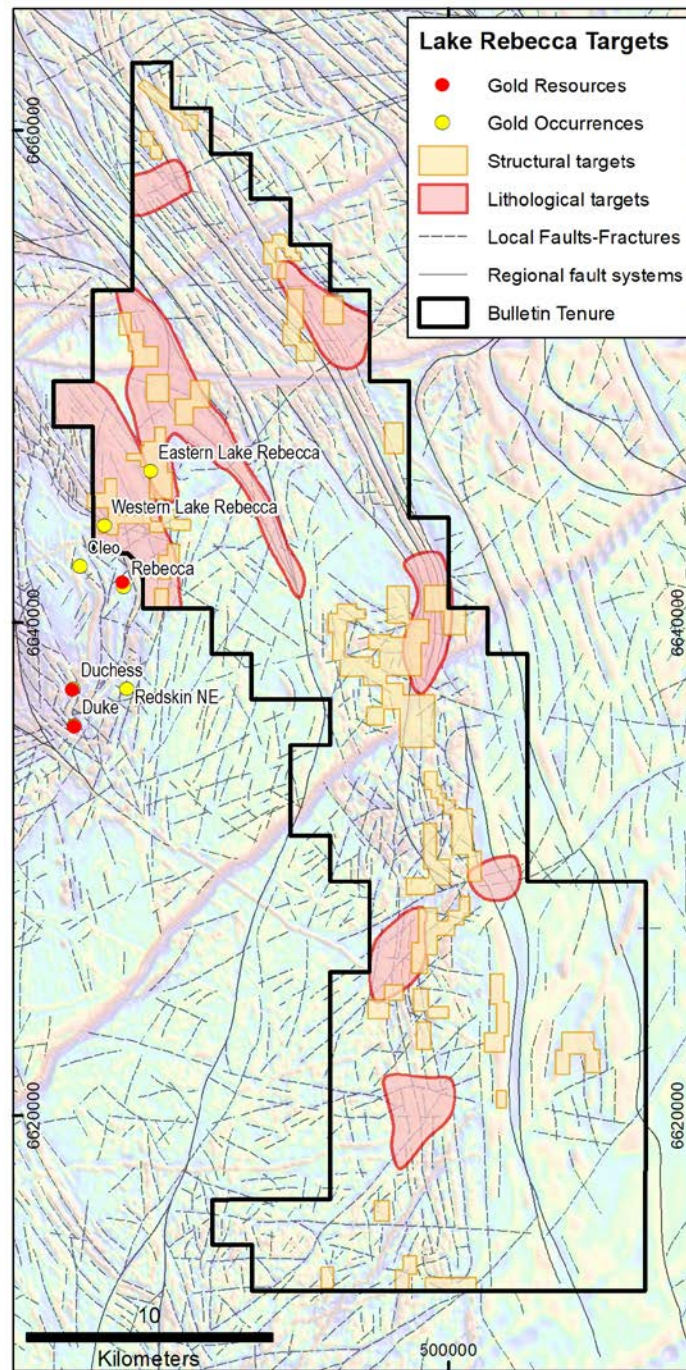 Lake Rebecca Targets
Gold Resources
Gold Occurrences
Structural targets
Lithological targets
Local Faults-Fractures
Regional fault systems
Bulletin Tenure
6660000
Eastern Lake Rebecca
Western Lake Rebecca
Cleo
Rebecca
6640000
6640000
Duchess
Redskin NE
Duke
6620000
6620000
10
Kilometers
500000